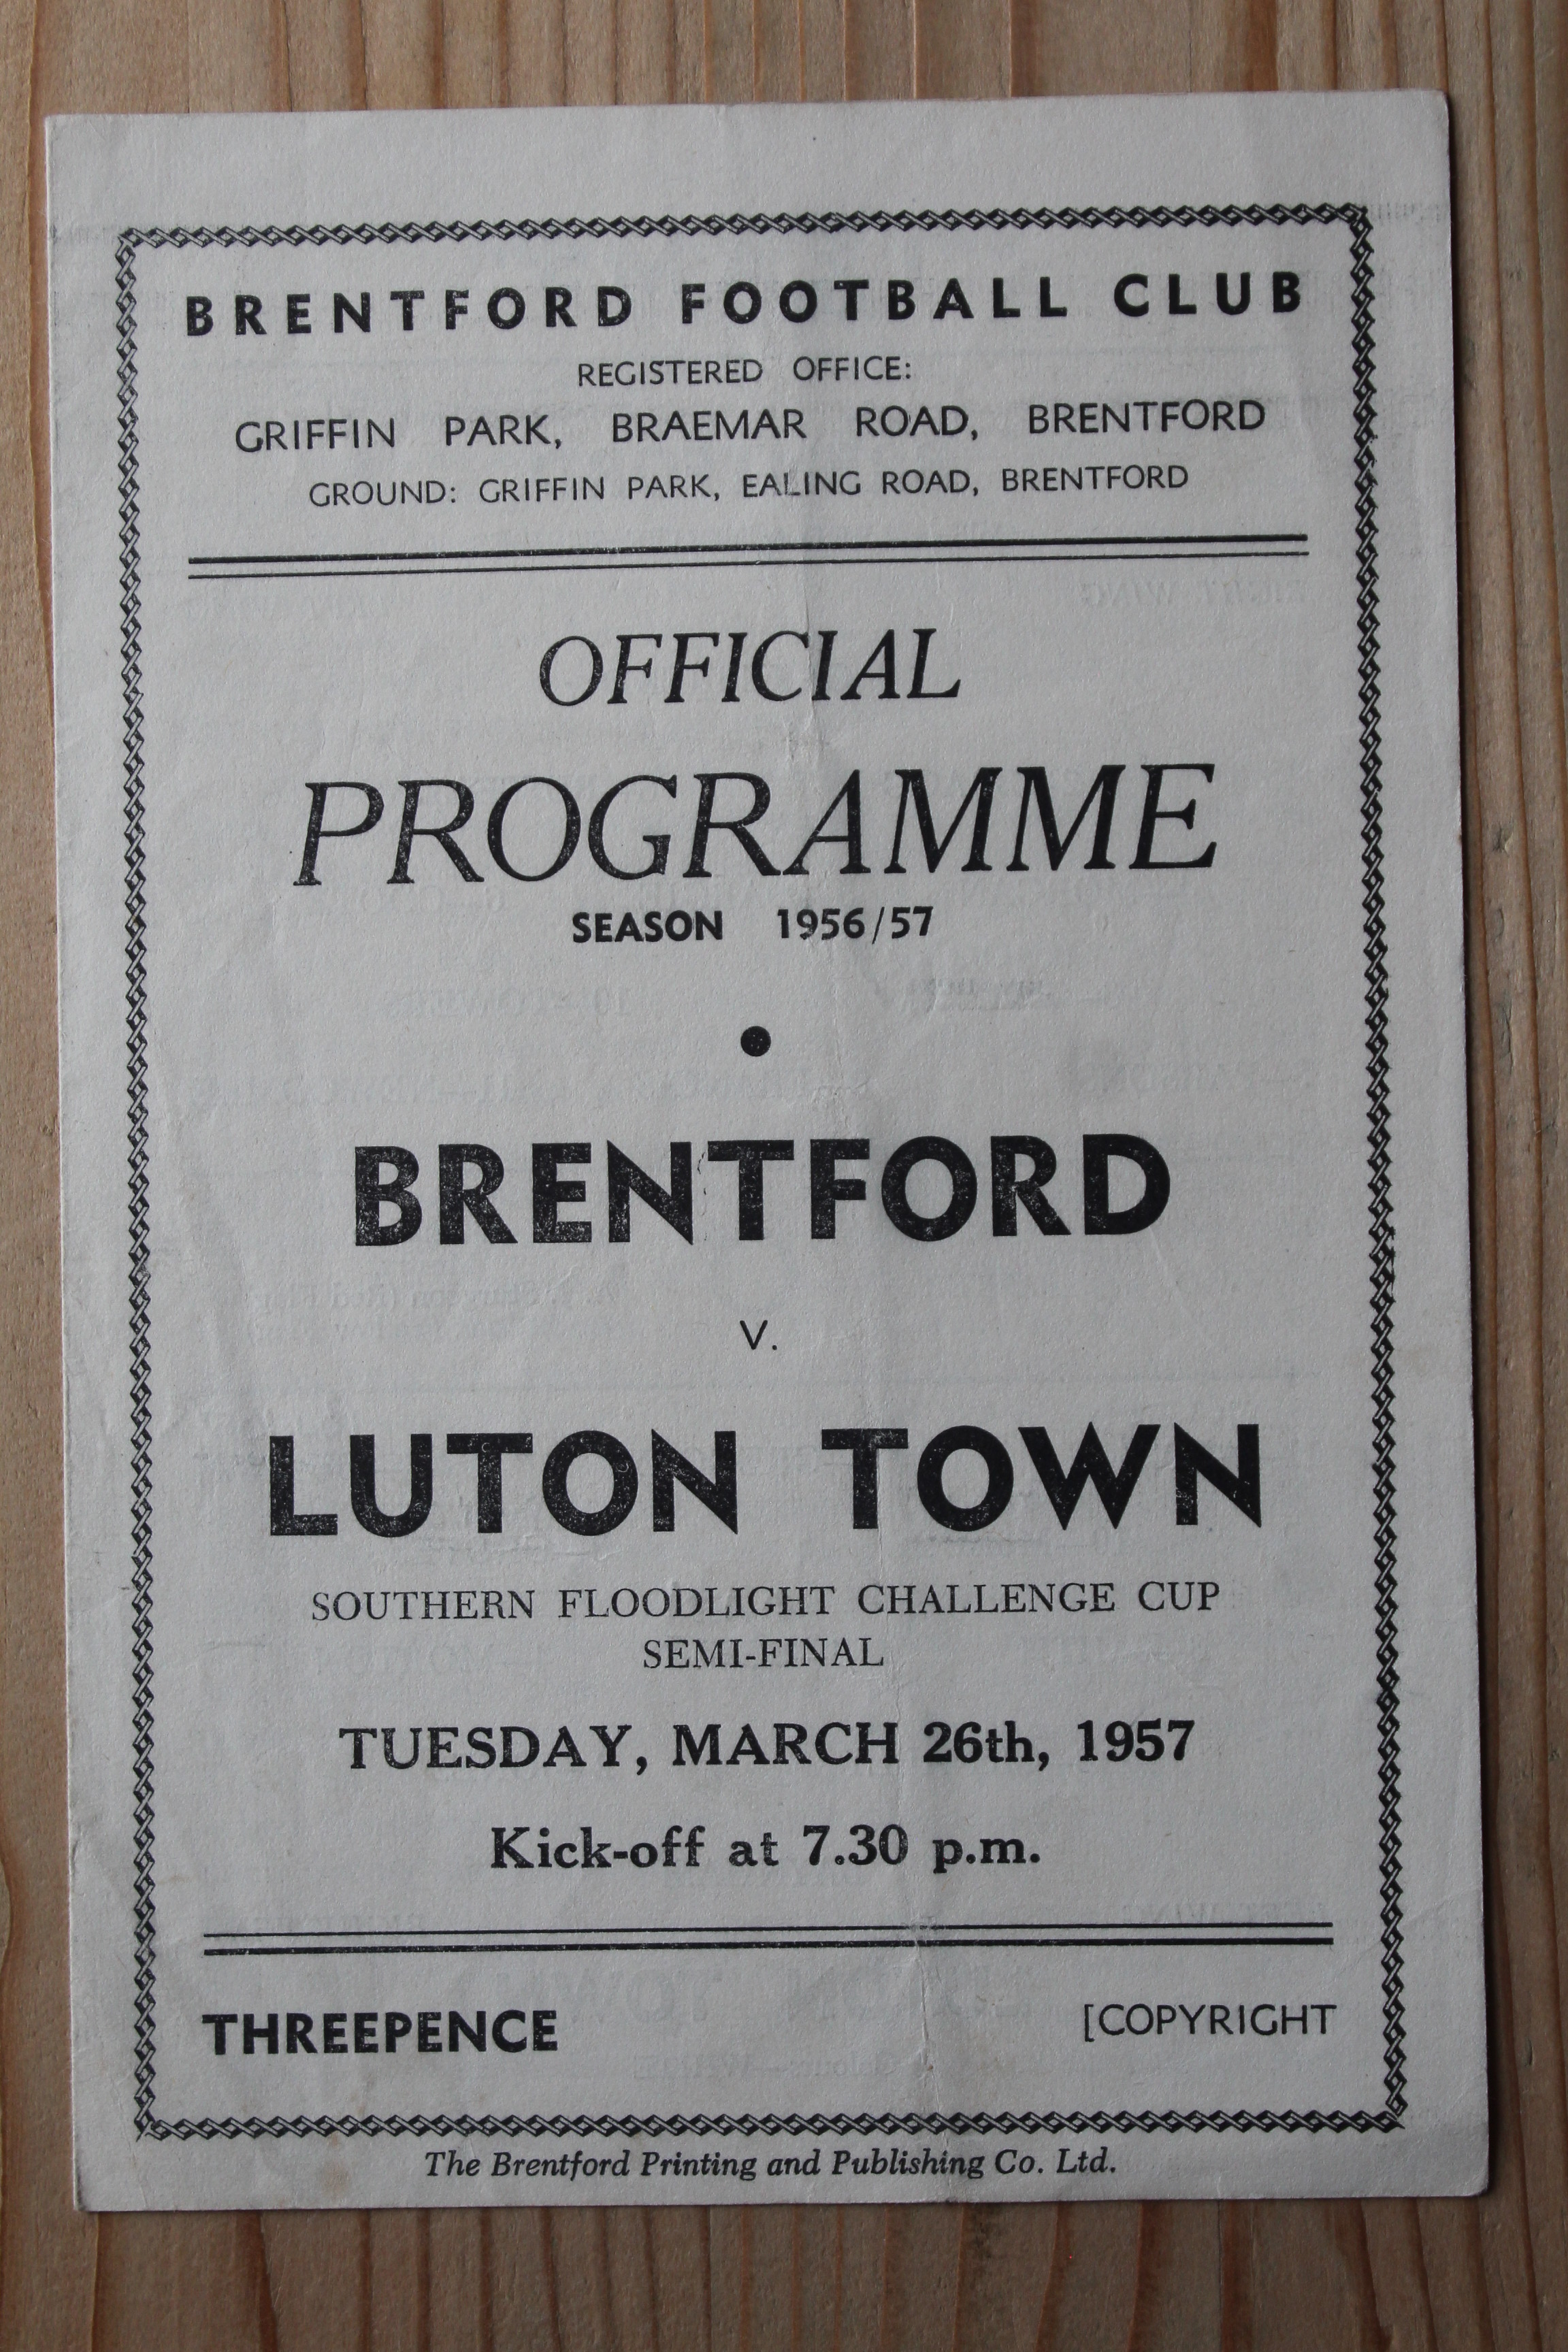 BRENTFORD FOOTBALL CLUB
REGISTERED OFFICE:
GRIFFIN PARK, BRAEMAR ROAD, BRENTFORD
GROUND: GRIFFIN PARK, EALING ROAD, BRENTFORD
OFFICIAL
PROGRAMME
SEASON 1956/57
•
BRENTFORD
V.
LUTON TOWN
SOUTHERN FLOODLIGHT CHALLENGE CUP
SEMI-FINAL
TUESDAY, MARCH 26th, 1957
Kick-off at 7.30 p.m.
THREEPENCE [COPYRIGHT
The Brentford Printing and Publishing Co. Ltd.